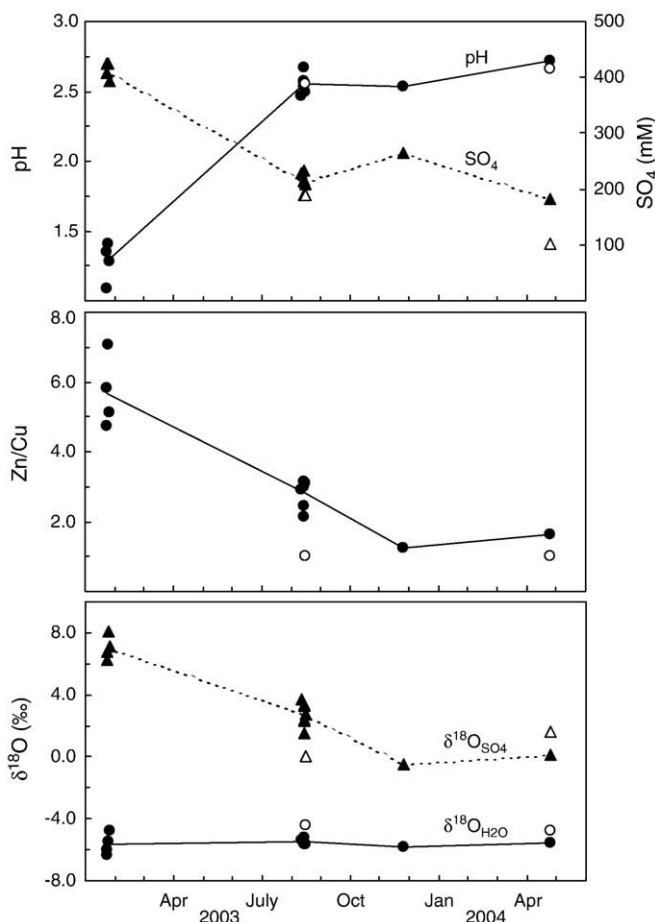 3.0
500
pH
2.5
400
300
2.0
SO₄
200
1.5
100
pH
SO₄ (mM)
8.0
6.0
4.0
2.0
Zn/Cu
8.0
4.0
0.0
δ¹⁸O_SO4
-4.0
δ¹⁸O_H2O
-8.0
δ¹⁸O (‰)
Apr July Oct Jan Apr
2003 2004